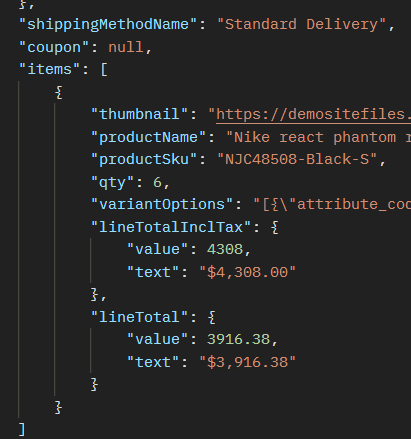 },
"shippingMethodName": "Standard Delivery",
"coupon": null,
"items": [
{
"thumbnail": "https://demositefiles.
"productName": "Nike react phantom r
"productSku": "NJC48508-Black-S",
"qty": 6,
"variantOptions": "[{\"attribute_cod
"lineTotalInclTax": {
"value": 4308,
"text": "$4,308.00"
},
"lineTotal": {
"value": 3916.38,
"text": "$3,916.38"
}
}
]